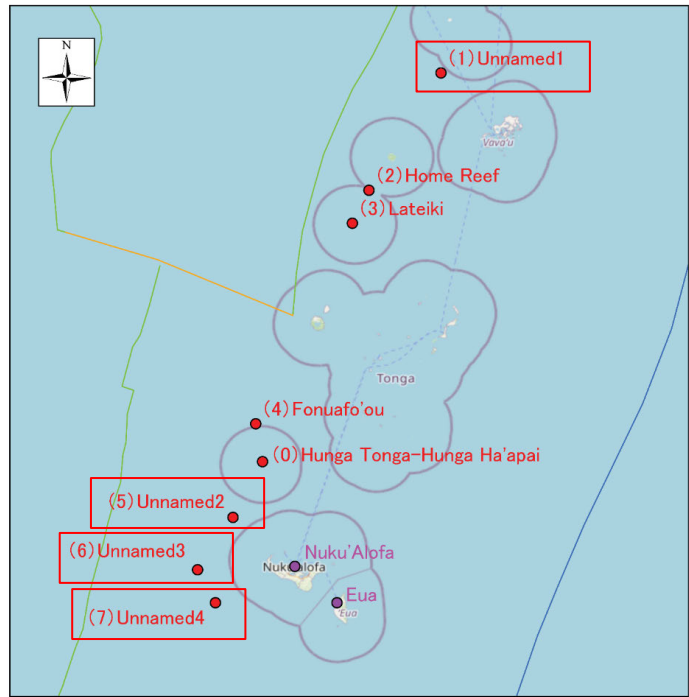 N
(1)Unnamed1
Vava'u
(2)Home Reef
(3)Lateiki
Tonga
(4)Fonuafo'ou
(0)Hunga Tonga-Hunga Ha'apai
(5)Unnamed2
(6)Unnamed3
Nuku'Alofa
Nuku'alofa
(7)Unnamed4
Eua
'Eua